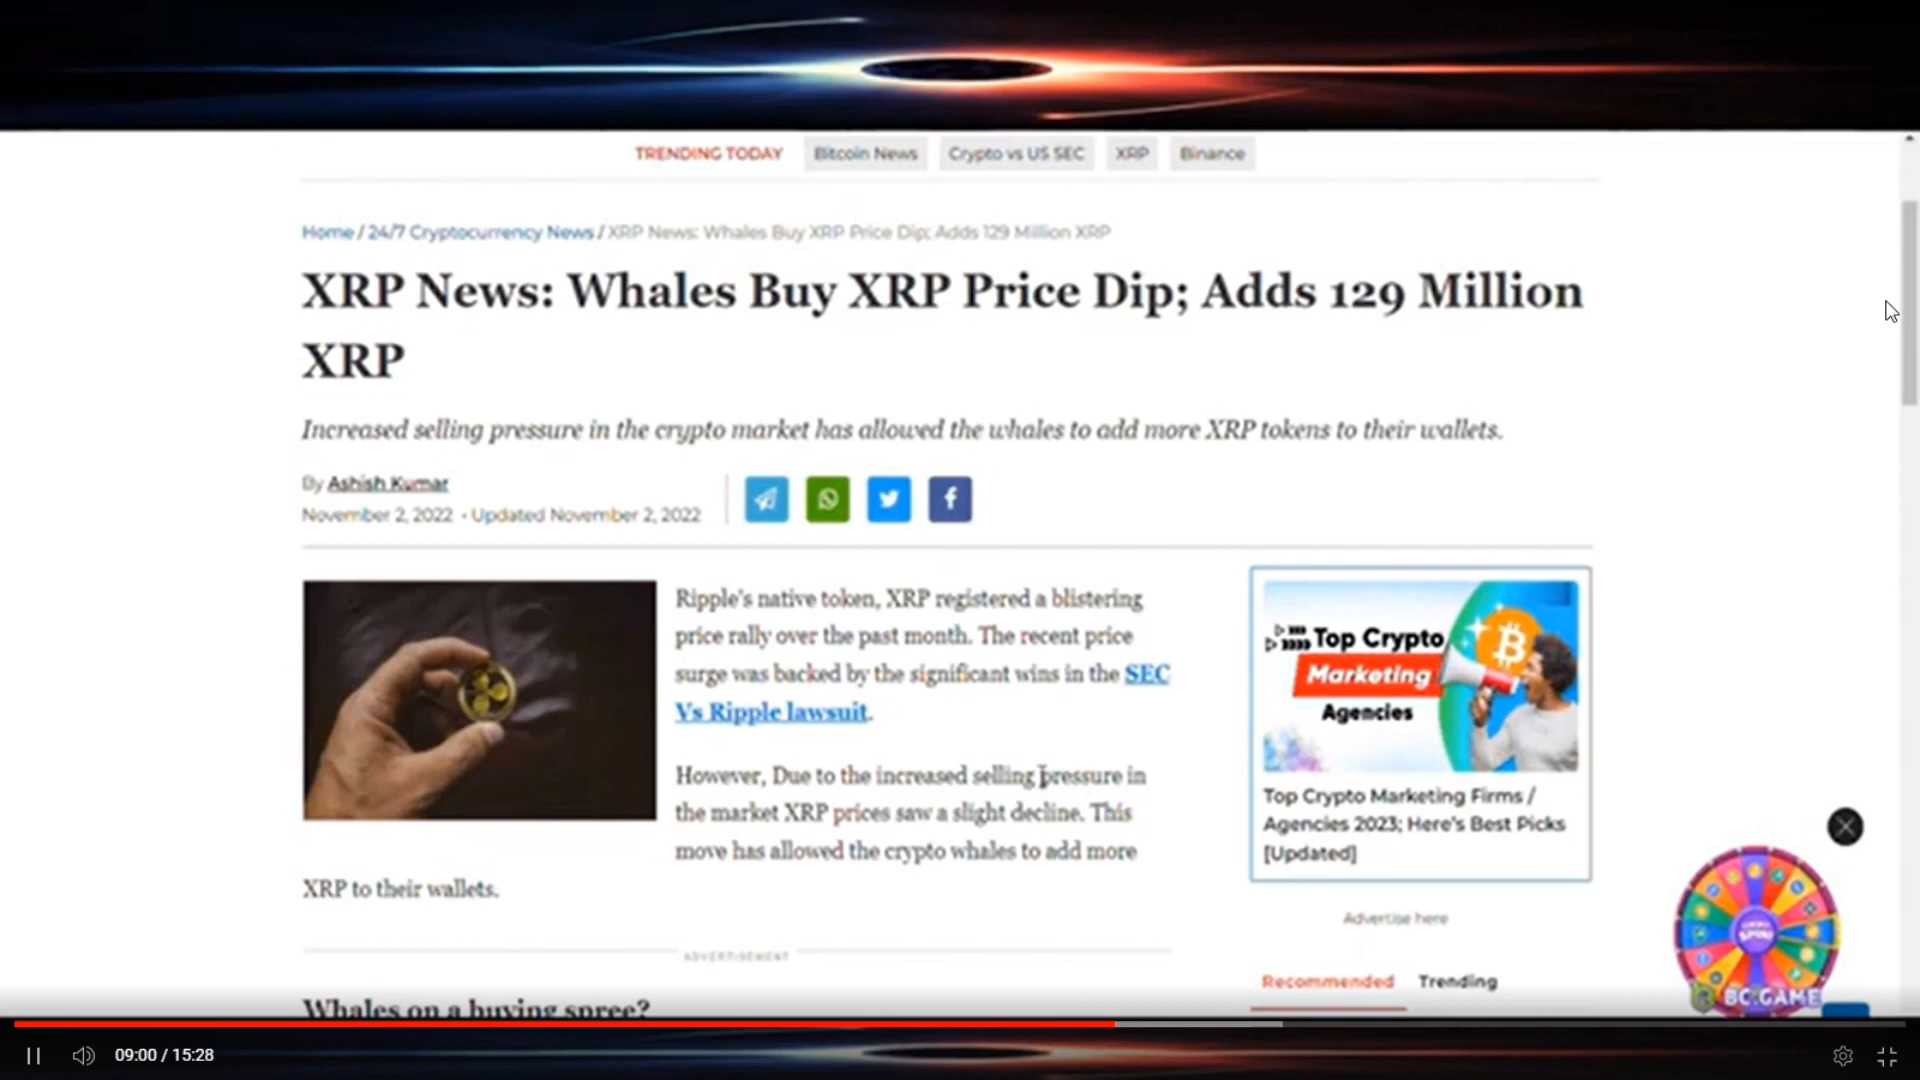 TRENDING TODAY Bitcoin News Crypto vs US SEC XRP Binance
Home / 24/7 Cryptocurrency News / XRP News: Whales Buy XRP Price Dip; Adds 129 Million XRP
XRP News: Whales Buy XRP Price Dip; Adds 129 Million
XRP
Increased selling pressure in the crypto market has allowed the whales to add more XRP tokens to their wallets.
By Ashish Kumar
November 2, 2022 • Updated November 2, 2022
Ripple's native token, XRP registered a blistering
price rally over the past month. The recent price
surge was backed by the significant wins in the SEC
Vs Ripple lawsuit.
However, Due to the increased selling pressure in
the market XRP prices saw a slight decline. This
move has allowed the crypto whales to add more
XRP to their wallets.
ADVERTISEMENT
Whales on a buying spree?
Top Crypto
Marketing
Agencies
Top Crypto Marketing Firms /
Agencies 2023; Here's Best Picks
[Updated]
Advertise here
Recommended Trending
SPIN
BC.GAME
09:00 / 15:28